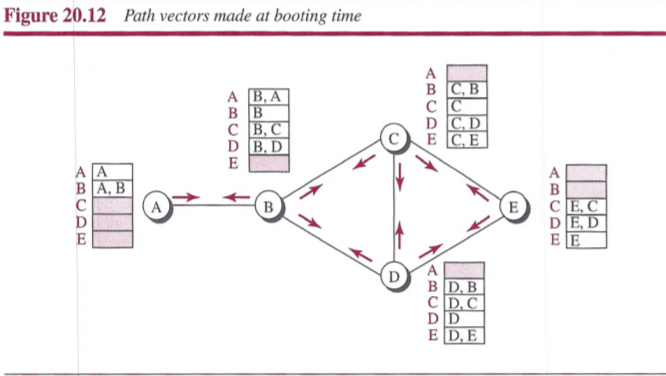 Figure 20.12 Path vectors made at booting time
A
B C, B
C C
D C, D
E C, E
A B, A
B B
C B, C
D B, D
E
A A
B A, B
C
D
E
A
B
C E, C
D E, D
E E
A
B D, B
C D, C
D D
E D, E
A
B
C
D
E